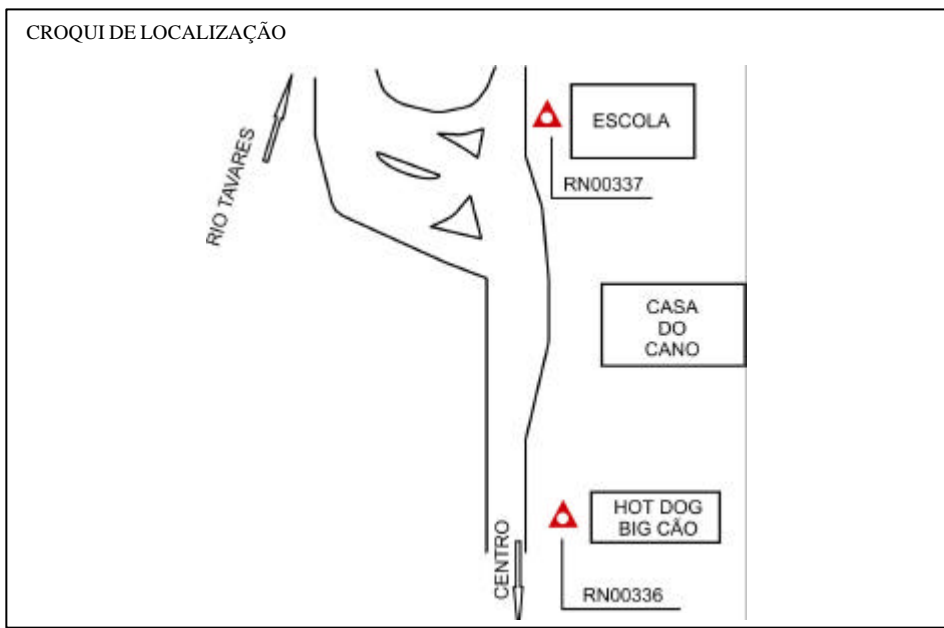 CROQUI DE LOCALIZAÇÃO
RIO TAVARES
ESCOLA
RN00337
CASA
DO
CANO
HOT DOG
BIG CÃO
CENTRO
RN00336